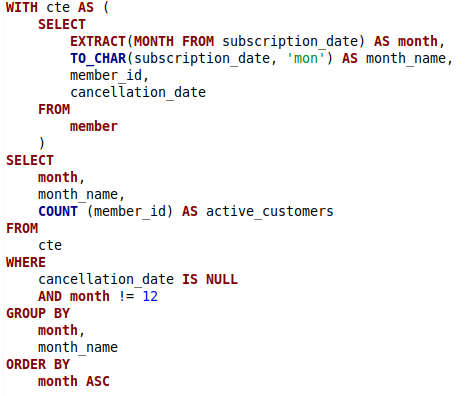 WITH cte AS (
    SELECT
        EXTRACT(MONTH FROM subscription_date) AS month,
        TO_CHAR(subscription_date, 'mon') AS month_name,
        member_id,
        cancellation_date
    FROM
        member
    )
SELECT
    month,
    month_name,
    COUNT (member_id) AS active_customers
FROM
    cte
WHERE
    cancellation_date IS NULL
    AND month != 12
GROUP BY
    month,
    month_name
ORDER BY
    month ASC